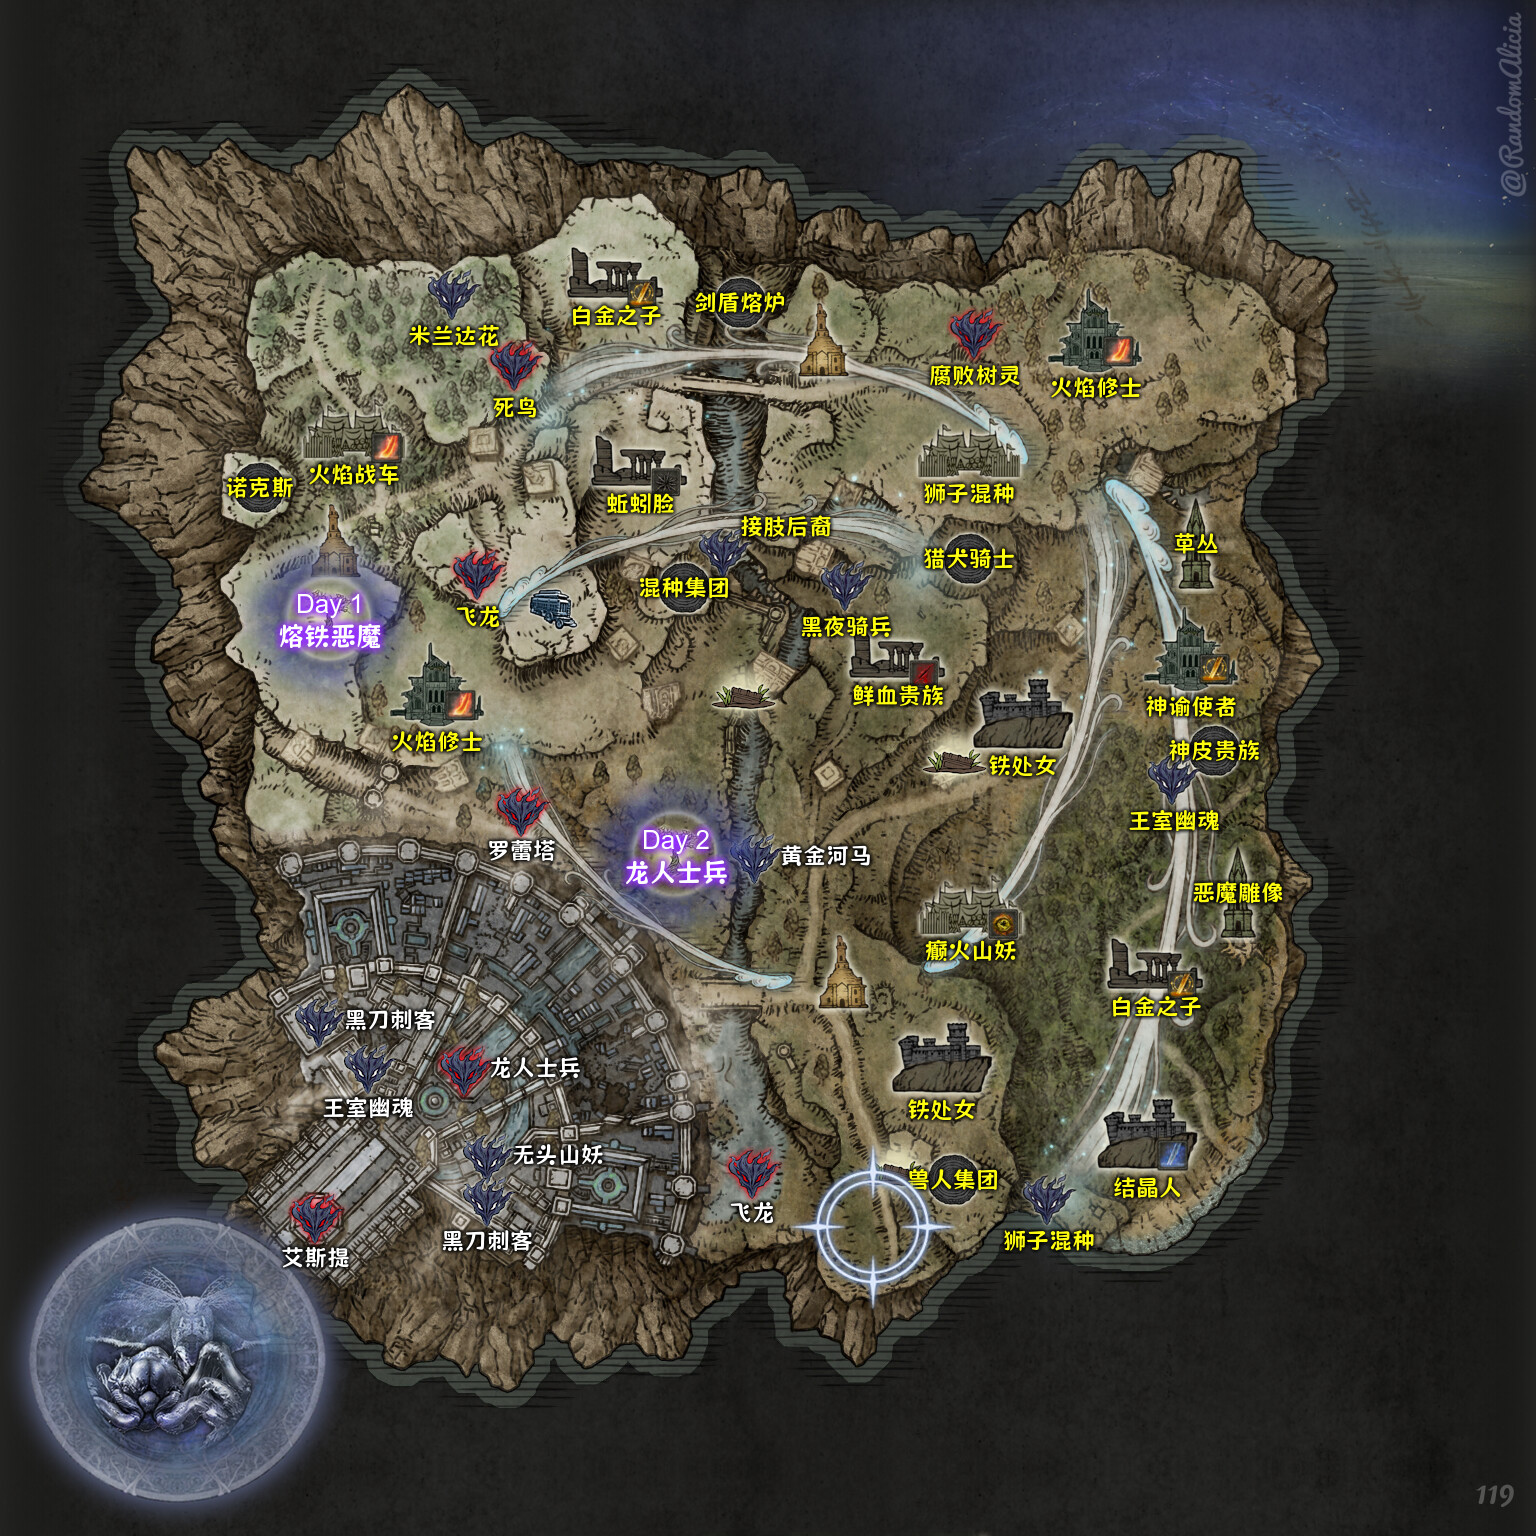 @RandomAlicia
米兰达花
白金之子
剑盾熔炉
死鸟
腐败树灵
火焰修士
火焰战车
诺克斯
蚯蚓脸
狮子混种
接肢后裔
草丛
猎犬骑士
混种集团
飞龙
Day 1
熔铁恶魔
黑夜骑兵
鲜血贵族
神谕使者
火焰修士
神皮贵族
铁处女
王室幽魂
罗蕾塔
Day 2
龙人士兵
黄金河马
恶魔雕像
癫火山妖
白金之子
黑刀刺客
龙人士兵
王室幽魂
铁处女
无头山妖
兽人集团
结晶人
飞龙
黑刀刺客
狮子混种
艾斯提
119